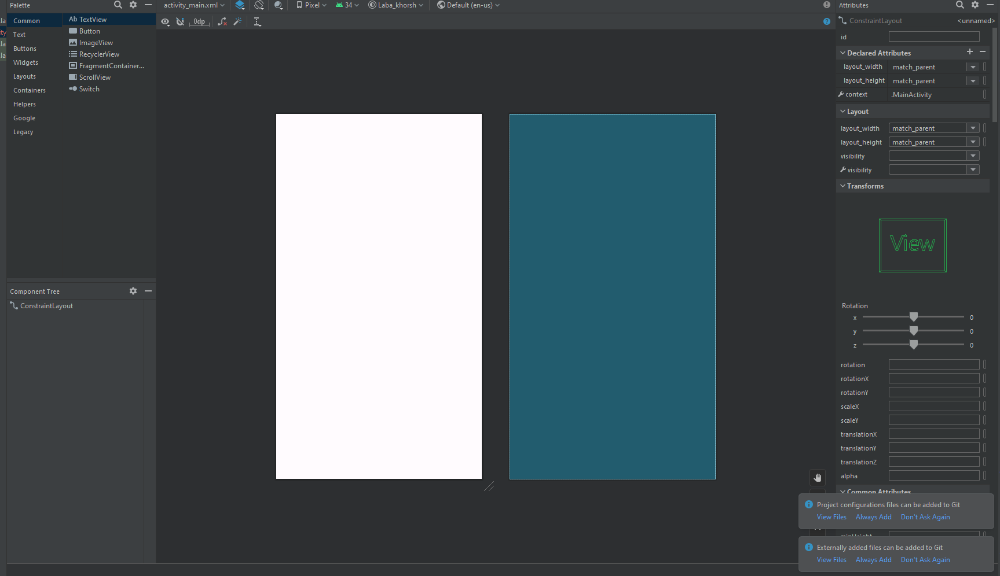 Palette
activity_main.xml
Pixel
34
Laba_khorsh
Default (en-us)
Attributes
Common
Text
Buttons
Widgets
Layouts
Containers
Helpers
Google
Legacy
Ab TextView
Button
ImageView
RecyclerView
FragmentContainer...
ScrollView
Switch
0dp
Component Tree
ConstraintLayout
ConstraintLayout <unnamed>
id
Declared Attributes
layout_width match_parent
layout_height match_parent
context .MainActivity
Layout
layout_width match_parent
layout_height match_parent
visibility
visibility
Transforms
View
Rotation
x 0
y 0
z 0
rotation
rotationX
rotationY
scaleX
scaleY
translationX
translationY
translationZ
alpha
Common Attributes
Project configurations files can be added to Git
View Files Always Add Don't Ask Again
minHeight
Externally added files can be added to Git
View Files Always Add Don't Ask Again